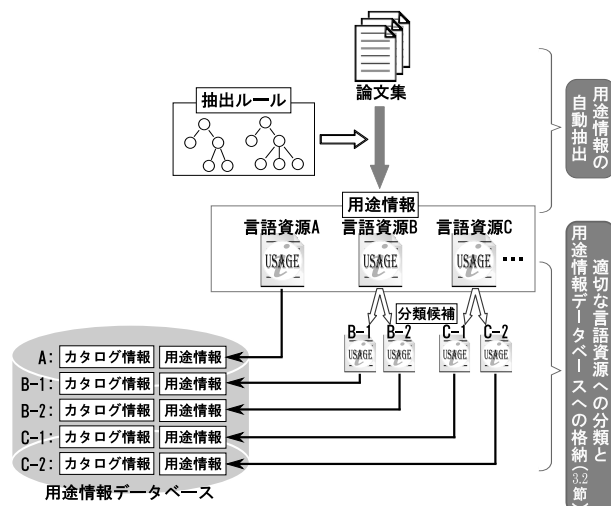 論文集
抽出ルール
用途情報の
自動抽出
用途情報
言語資源A
言語資源B
言語資源C
USAGE
USAGE
USAGE
…
分類候補
B-1
B-2
C-1
C-2
USAGE
USAGE
USAGE
USAGE
A: カタログ情報 用途情報
B-1: カタログ情報 用途情報
B-2: カタログ情報 用途情報
C-1: カタログ情報 用途情報
C-2: カタログ情報 用途情報
用途情報データベース
適切な言語資源への分類と
用途情報データベースへの格納(3.2節)